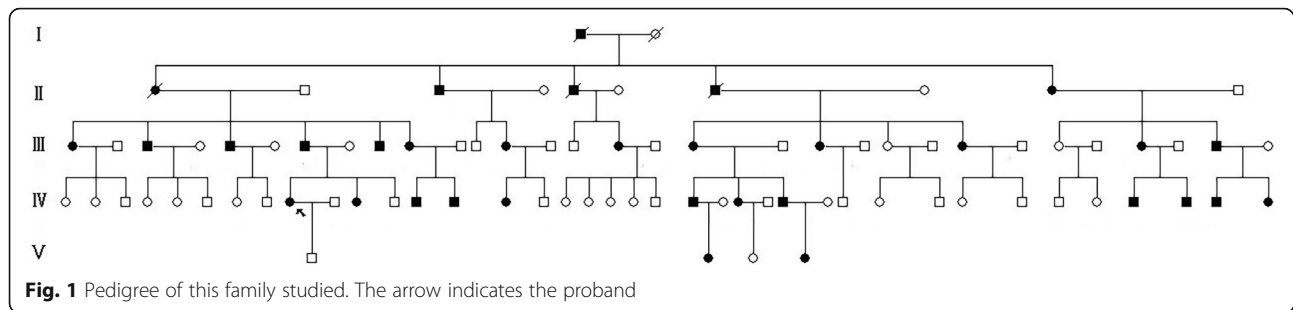 I
II
III
IV
V
Fig. 1 Pedigree of this family studied. The arrow indicates the proband